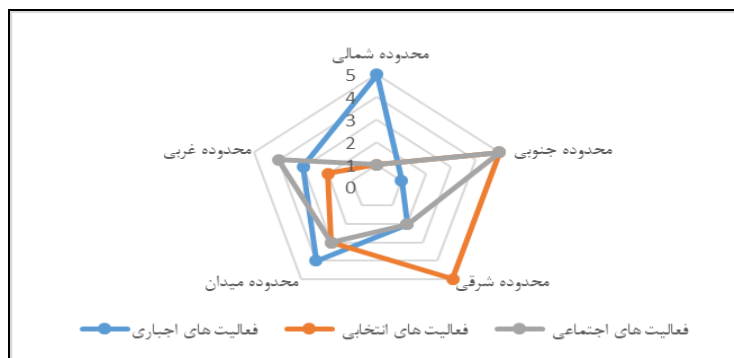 محدوده شمالی
5
4
3
2
1
0
محدوده جنوبی
محدوده غربی
محدوده شرقی
محدوده میدان
فعالیت های اجباری
فعالیت های انتخابی
فعالیت های اجتماعی